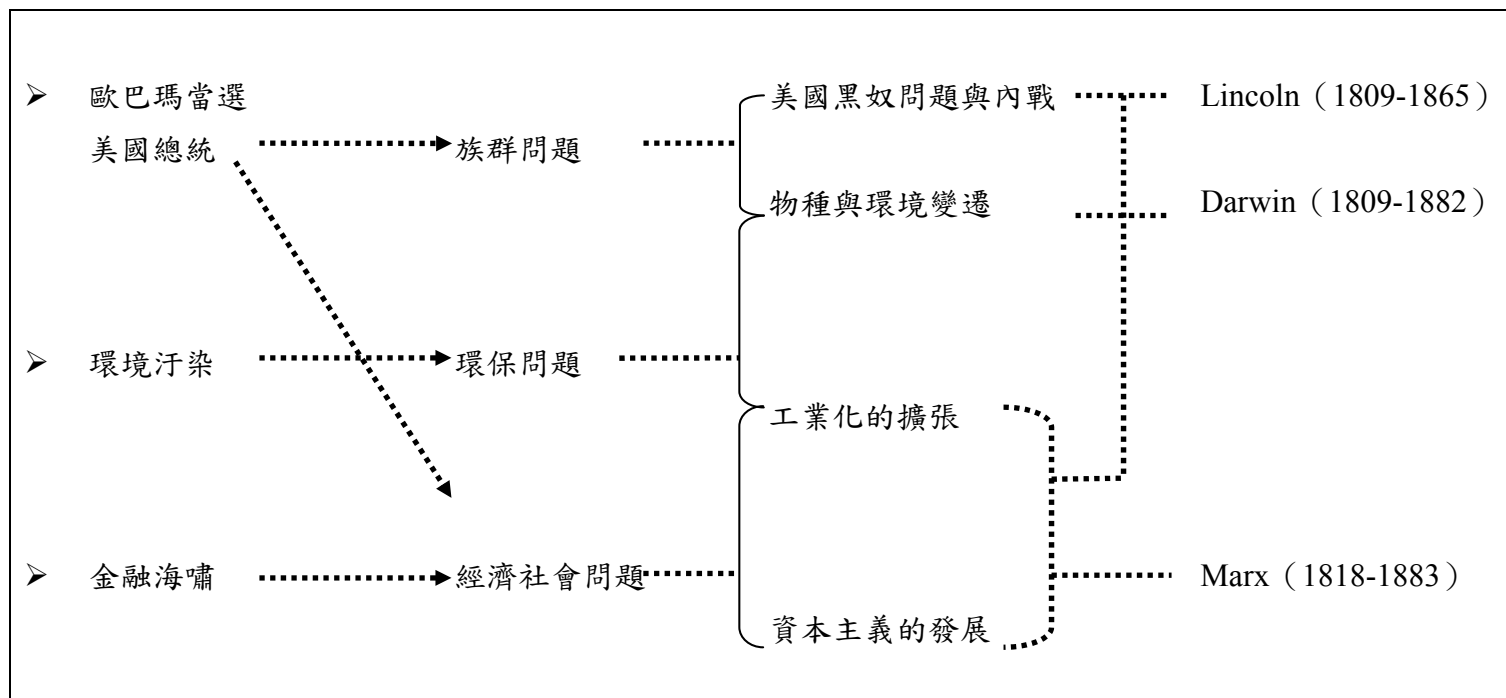 ➢ 歐巴瑪當選
美國總統
族群問題
美國黑奴問題與內戰
Lincoln（1809-1865）
物種與環境變遷
Darwin（1809-1882）
➢ 環境汙染
環保問題
工業化的擴張
➢ 金融海嘯
經濟社會問題
Marx（1818-1883）
資本主義的發展